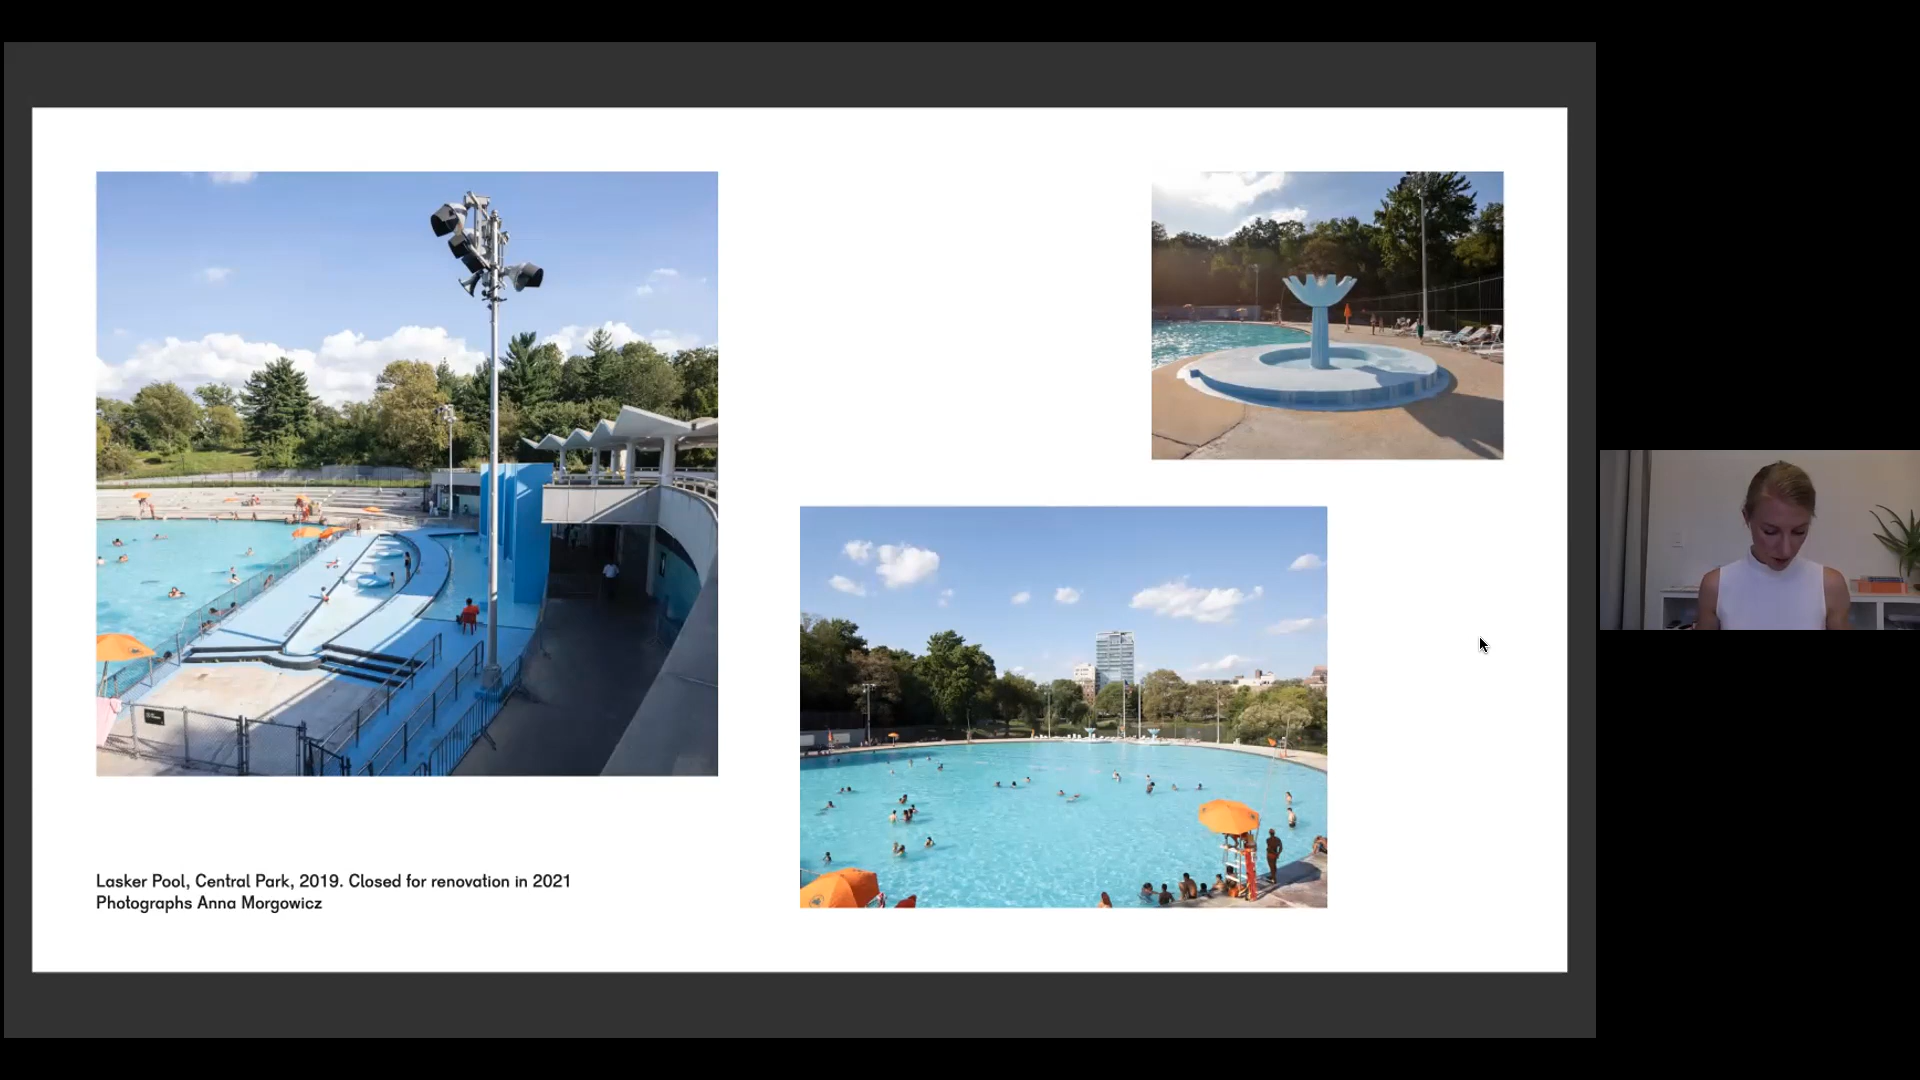 Lasker Pool, Central Park, 2019. Closed for renovation in 2021
Photographs Anna Morgowicz